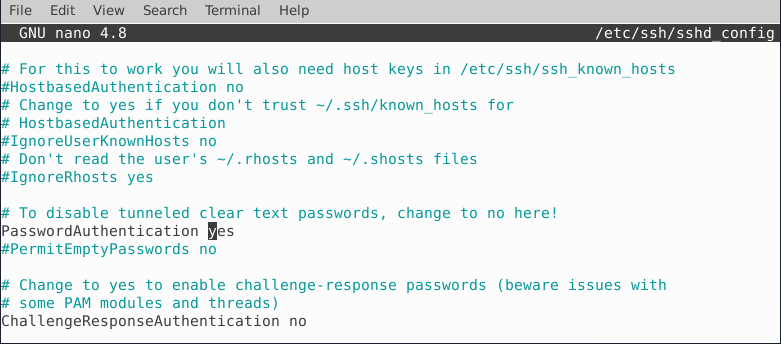 File Edit View Search Terminal Help
GNU nano 4.8 /etc/ssh/sshd_config
# For this to work you will also need host keys in /etc/ssh/ssh_known_hosts
#HostbasedAuthentication no
# Change to yes if you don't trust ~/.ssh/known_hosts for
# HostbasedAuthentication
#IgnoreUserKnownHosts no
# Don't read the user's ~/.rhosts and ~/.shosts files
#IgnoreRhosts yes
# To disable tunneled clear text passwords, change to no here!
PasswordAuthentication yes
#PermitEmptyPasswords no
# Change to yes to enable challenge-response passwords (beware issues with
# some PAM modules and threads)
ChallengeResponseAuthentication no